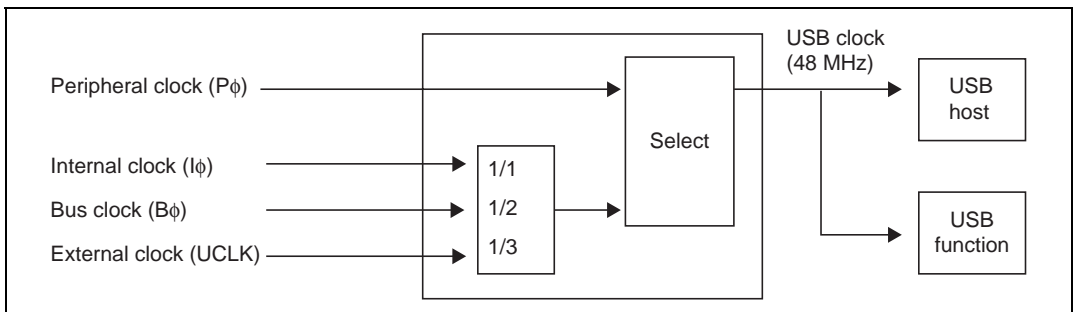 USB clock
(48 MHz)
Peripheral clock (Pϕ)
USB
host
Select
Internal clock (Iϕ)
1/1
Bus clock (Bϕ)
1/2
External clock (UCLK)
1/3
USB
function